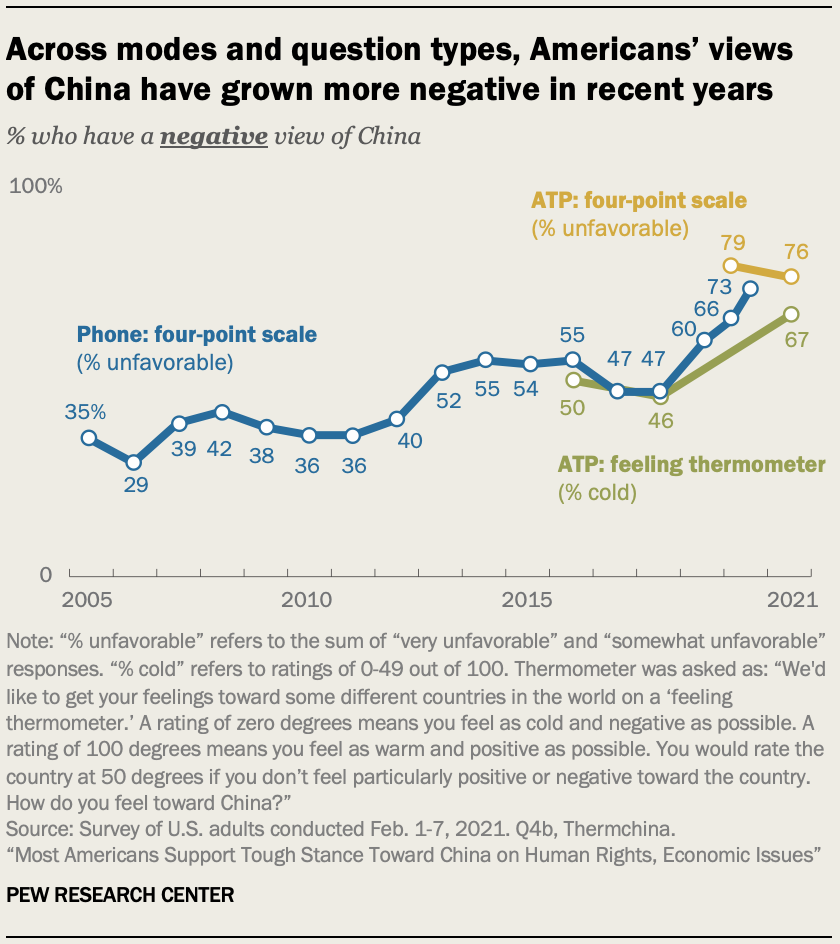 Across modes and question types, Americans’ views
of China have grown more negative in recent years
% who have a negative view of China
100%
ATP: four-point scale
(% unfavorable)
79
76
73
66
60
Phone: four-point scale
(% unfavorable)
55
47
47
67
35%
29
39
42
38
36
36
40
52
55
54
50
46
ATP: feeling thermometer
(% cold)
0
2005
2010
2015
2021
Note: “% unfavorable” refers to the sum of “very unfavorable” and “somewhat unfavorable”
responses. “% cold” refers to ratings of 0-49 out of 100. Thermometer was asked as: “We'd
like to get your feelings toward some different countries in the world on a ‘feeling
thermometer.’ A rating of zero degrees means you feel as cold and negative as possible. A
rating of 100 degrees means you feel as warm and positive as possible. You would rate the
country at 50 degrees if you don’t feel particularly positive or negative toward the country.
How do you feel toward China?”
Source: Survey of U.S. adults conducted Feb. 1-7, 2021. Q4b, Thermchina.
“Most Americans Support Tough Stance Toward China on Human Rights, Economic Issues”
PEW RESEARCH CENTER